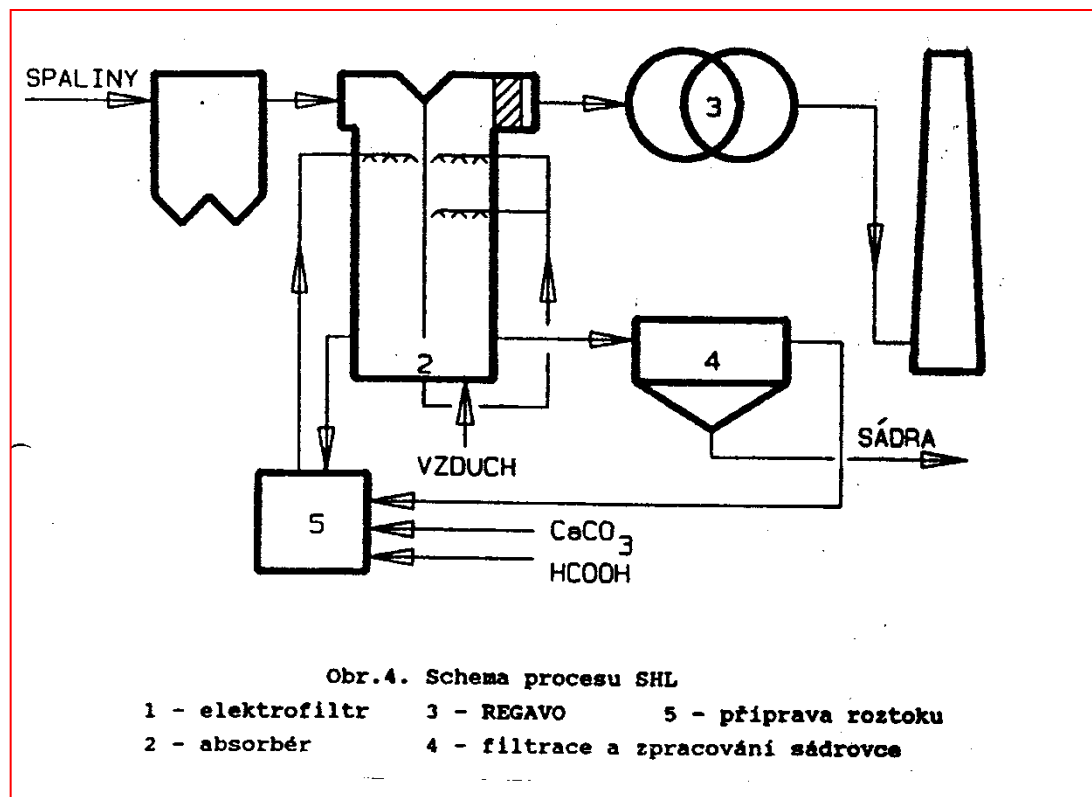 SPALINY
3
2
4
VZDUCH
SÁDRA
5
CaCO3
HCOOH
Obr.4. Schema procesu SHL
1 - elektrofiltr 3 - REGAVO 5 - příprava roztoku
2 - absorbér 4 - filtrace a zpracování sádrovce